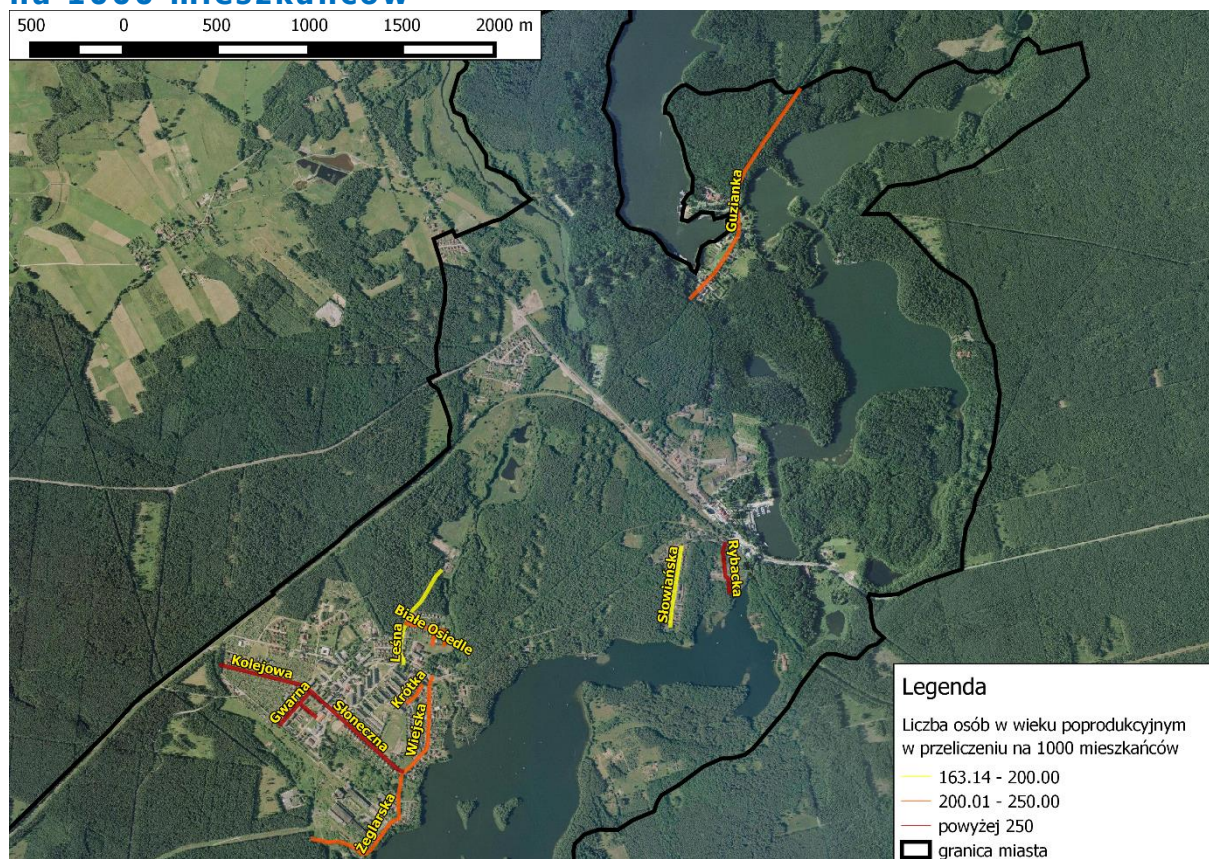 na 1000 mieszkańców
500 0 500 1000 1500 2000 m
Guzianka
Słowiańska
Rybacka
Białe Osiedle
Leśna
Kolejowa
Krótka
Gwarna
Słoneczna
Wiejska
Żeglarska
Legenda
Liczba osób w wieku poprodukcyjnym
w przeliczeniu na 1000 mieszkańców
163.14 - 200.00
200.01 - 250.00
powyżej 250
granica miasta